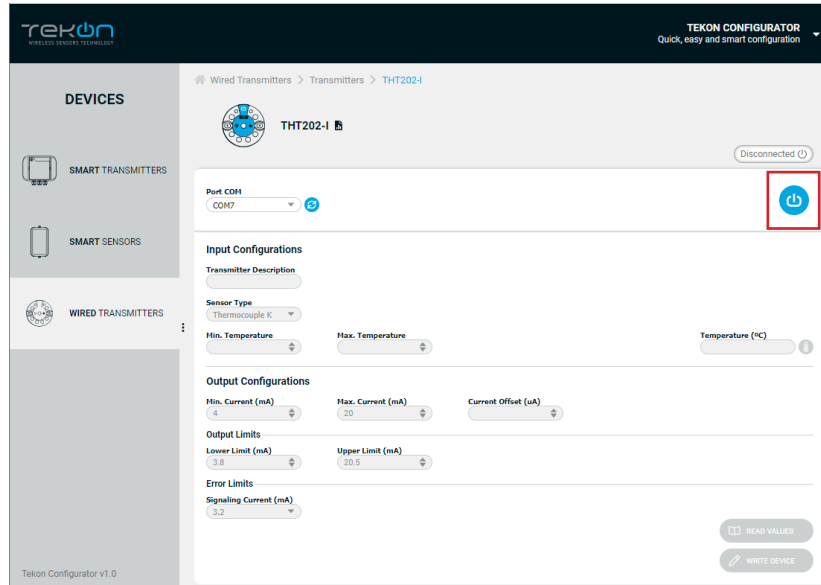 TEKON
WIRELESS SENSORS TECHNOLOGY
TEKON CONFIGURATOR
Quick, easy and smart configuration
DEVICES
SMART TRANSMITTERS
SMART SENSORS
WIRED TRANSMITTERS
Tekon Configurator v1.0
Wired Transmitters > Transmitters > THT202-I
THT202-I
Disconnected
Port COM
COM7
Input Configurations
Transmitter Description
Sensor Type
Thermocouple K
Min. Temperature Max. Temperature Temperature (ºC)
Output Configurations
Min. Current (mA) Max. Current (mA) Current Offset (uA)
4 20
Output Limits
Lower Limit (mA) Upper Limit (mA)
3.8 20.5
Error Limits
Signaling Current (mA)
3.2
READ VALUES
WRITE DEVICE